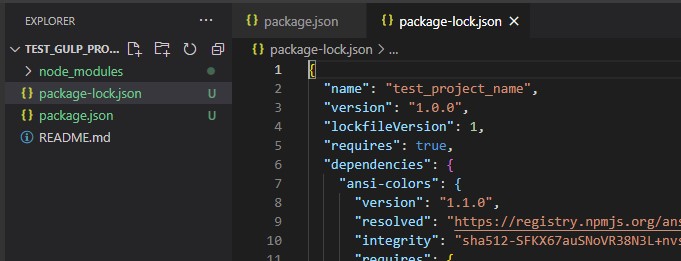 EXPLORER
TEST_GULP_PRO...
node_modules
{} package-lock.json U
{} package.json U
README.md
{} package.json
{} package-lock.json
{} package-lock.json > ...
1 {
2 "name": "test_project_name",
3 "version": "1.0.0",
4 "lockfileVersion": 1,
5 "requires": true,
6 "dependencies": {
7 "ansi-colors": {
8 "version": "1.1.0",
9 "resolved": "https://registry.npmjs.org/ans
10 "integrity": "sha512-SFKX67auSNoVR38N3L+nvs
11 "requires": {